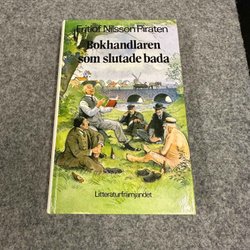 Fritiof Nilsson Piraten
Bokhandlaren
som slutade bada
Litteraturfrämjandet